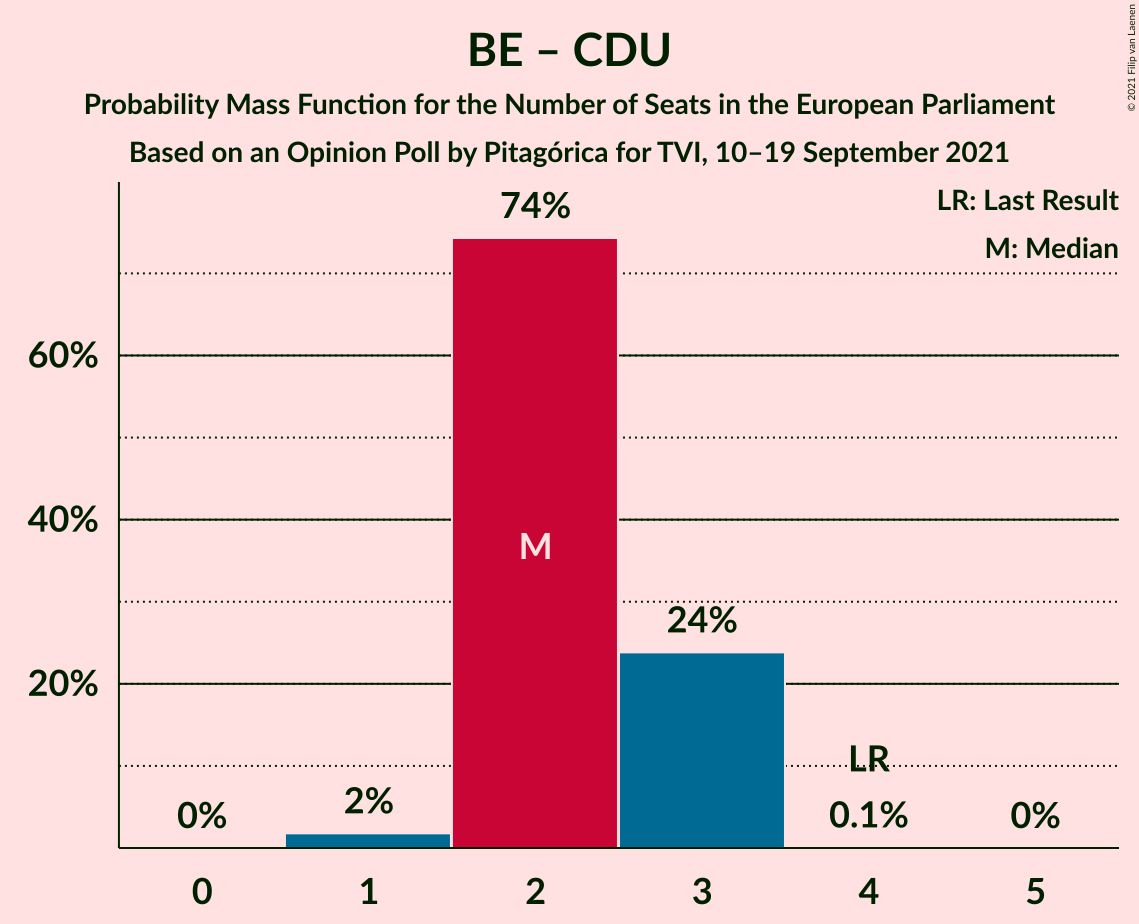 BE – CDU
Probability Mass Function for the Number of Seats in the European Parliament
Based on an Opinion Poll by Pitagórica for TVI, 10–19 September 2021
© 2021 Filip van Laenen
LR: Last Result
M: Median
74%
60%
40%
20%
M
24%
LR
0%
2%
0.1%
0%
0
1
2
3
4
5